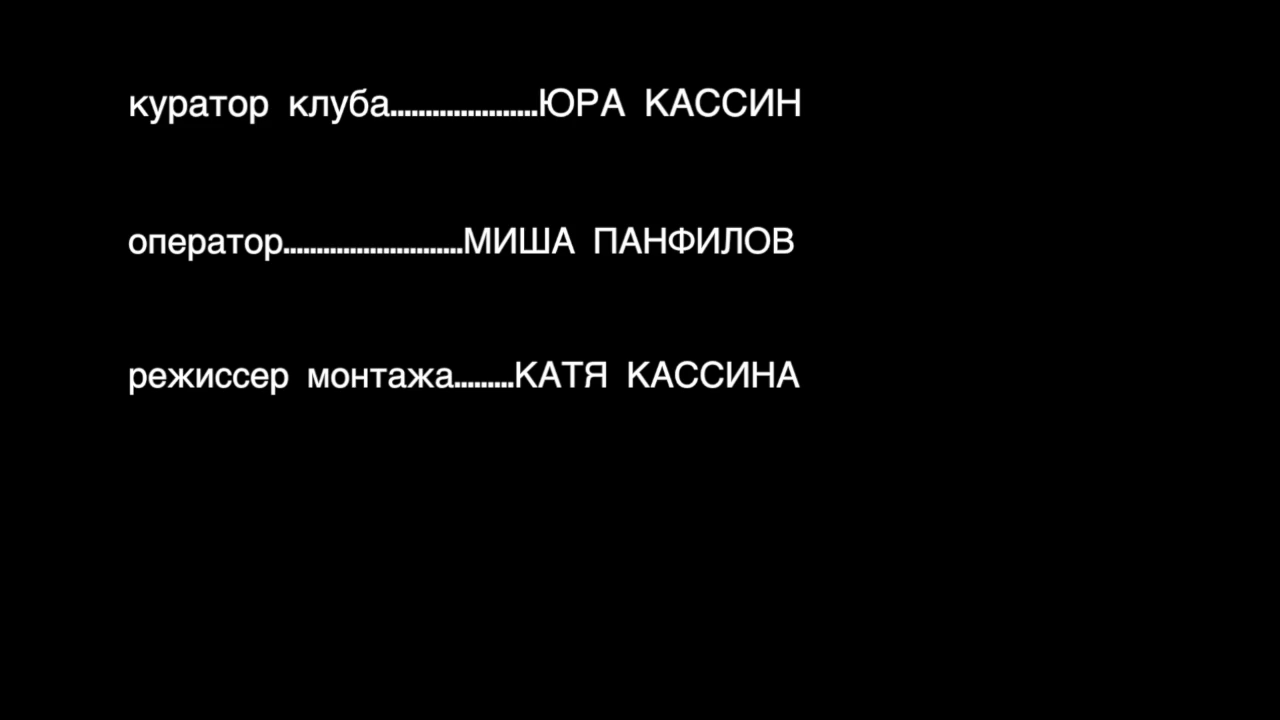 куратор клуба.....................ЮРА КАССИН
оператор...........................МИША ПАНФИЛОВ
режиссер монтажа.........КАТЯ КАССИНА